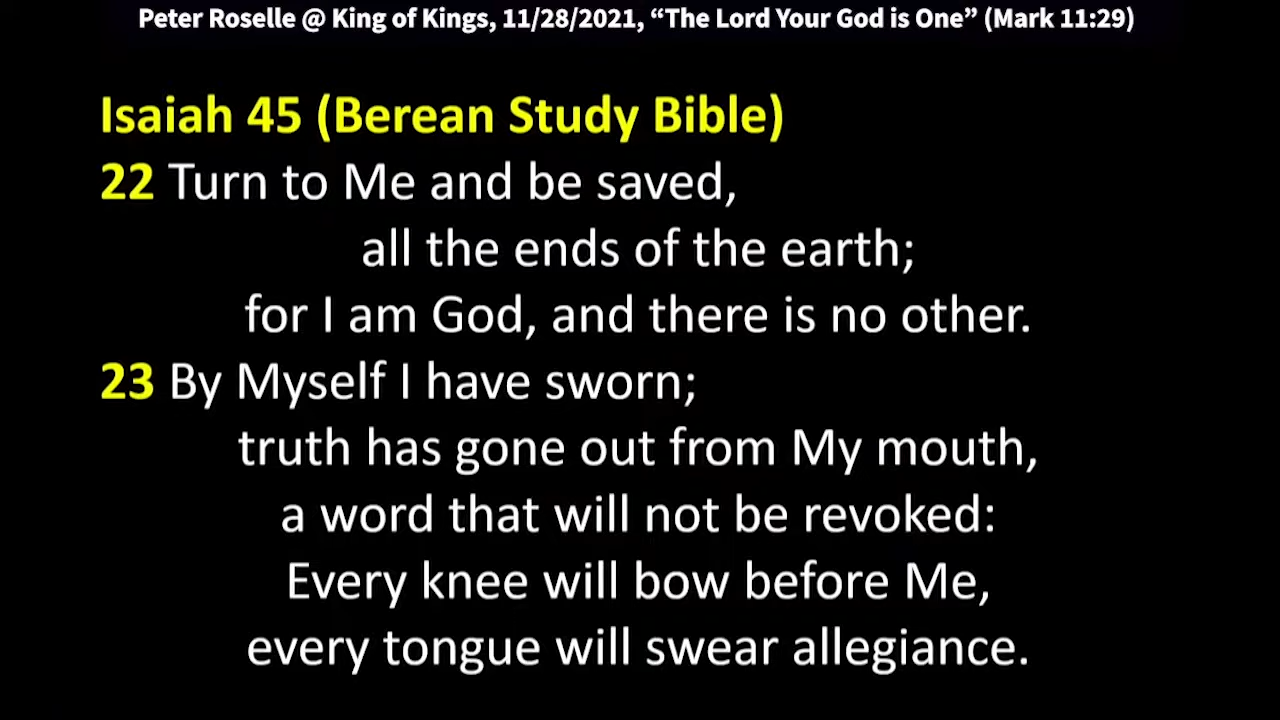 Peter Roselle @ King of Kings, 11/28/2021, “The Lord Your God is One” (Mark 11:29)
Isaiah 45 (Berean Study Bible)
22 Turn to Me and be saved,
all the ends of the earth;
for I am God, and there is no other.
23 By Myself I have sworn;
truth has gone out from My mouth,
a word that will not be revoked:
Every knee will bow before Me,
every tongue will swear allegiance.